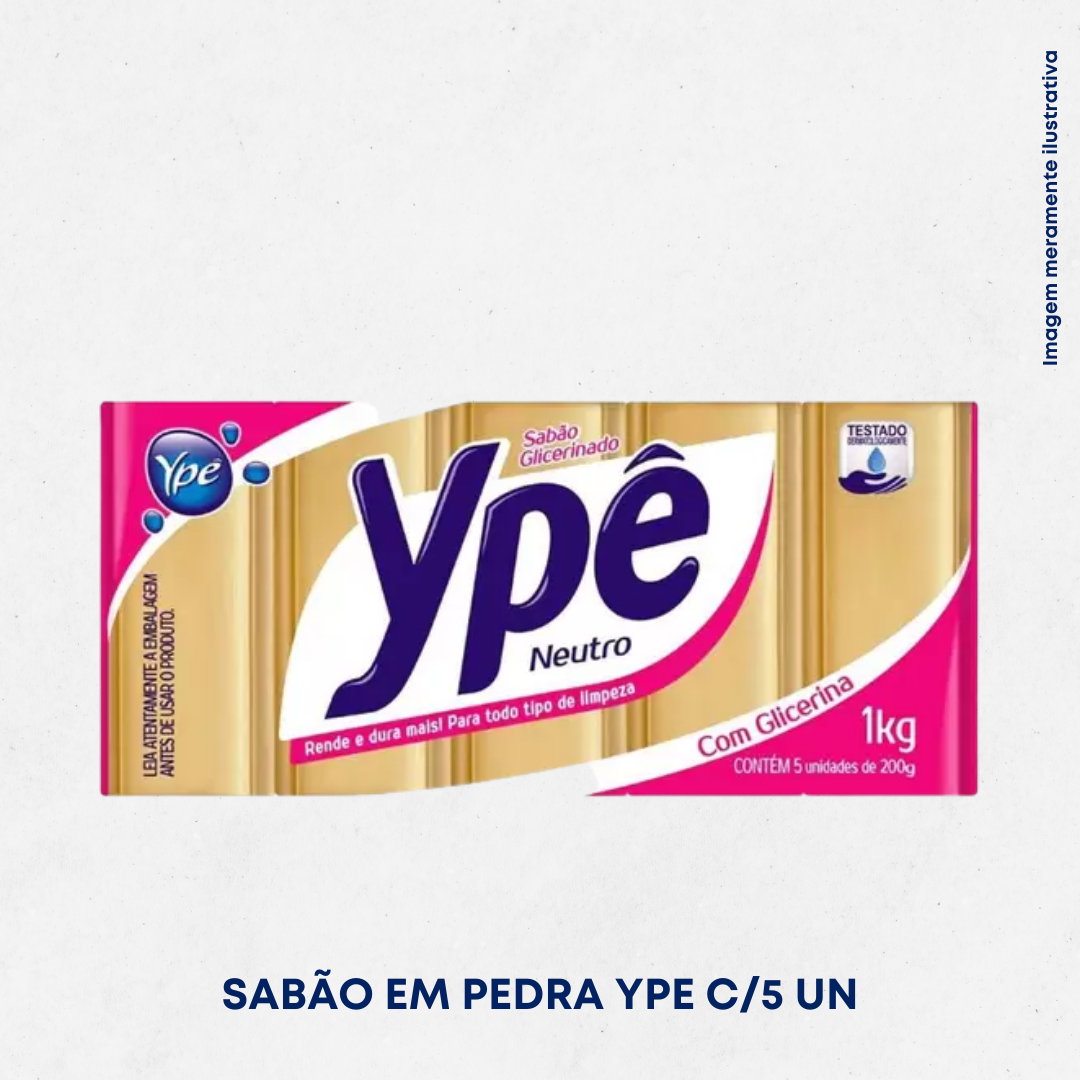 Imagem meramente ilustrativa
Ypê
Sabão
Glicerinado
TESTADO
DERMATOLOGICAMENTE
Ypê
Neutro
Rende e dura mais! Para todo tipo de limpeza
LEIA ATENTAMENTE A EMBALAGEM
ANTES DE USAR O PRODUTO.
Com Glicerina
1kg
CONTÉM 5 unidades de 200g
SABÃO EM PEDRA YPE C/5 UN